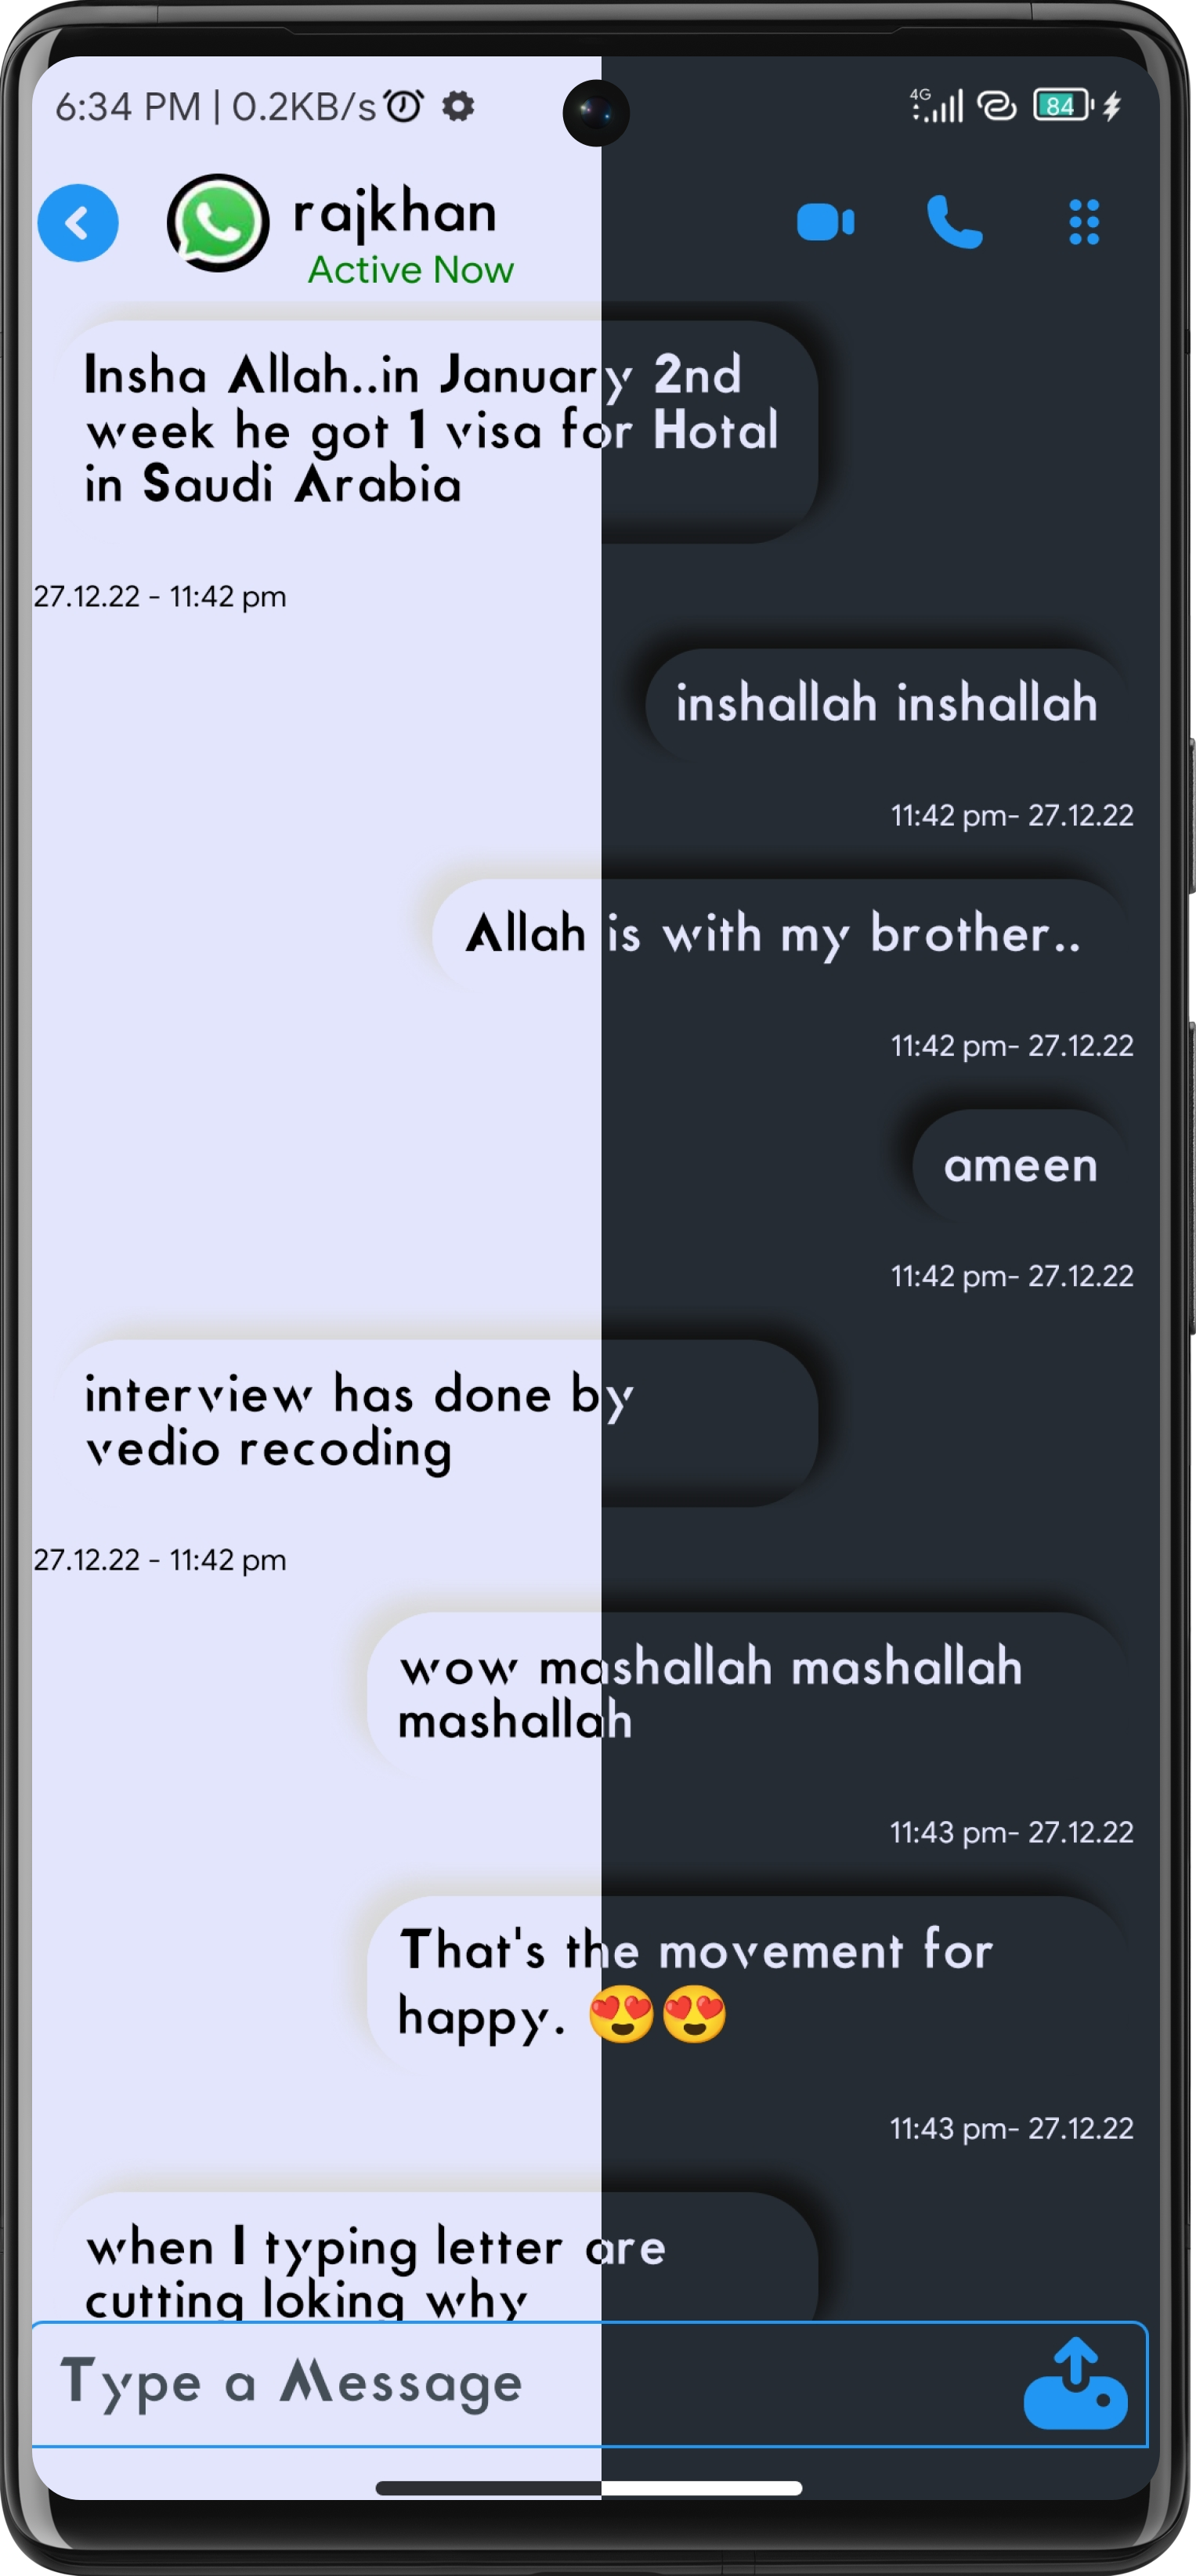 6:34 PM | 0.2KB/s
4G
84
rajkhan
Active Now
Insha Allah..in January 2nd
week he got 1 visa for Hotal
in Saudi Arabia
27.12.22 - 11:42 pm
inshallah inshallah
11:42 pm- 27.12.22
Allah is with my brother..
11:42 pm- 27.12.22
ameen
11:42 pm- 27.12.22
interview has done by
vedio recoding
27.12.22 - 11:42 pm
wow mashallah mashallah
mashallah
11:43 pm- 27.12.22
That's the movement for
happy. 😍😍
11:43 pm- 27.12.22
when I typing letter are
cutting loking why
Type a Message